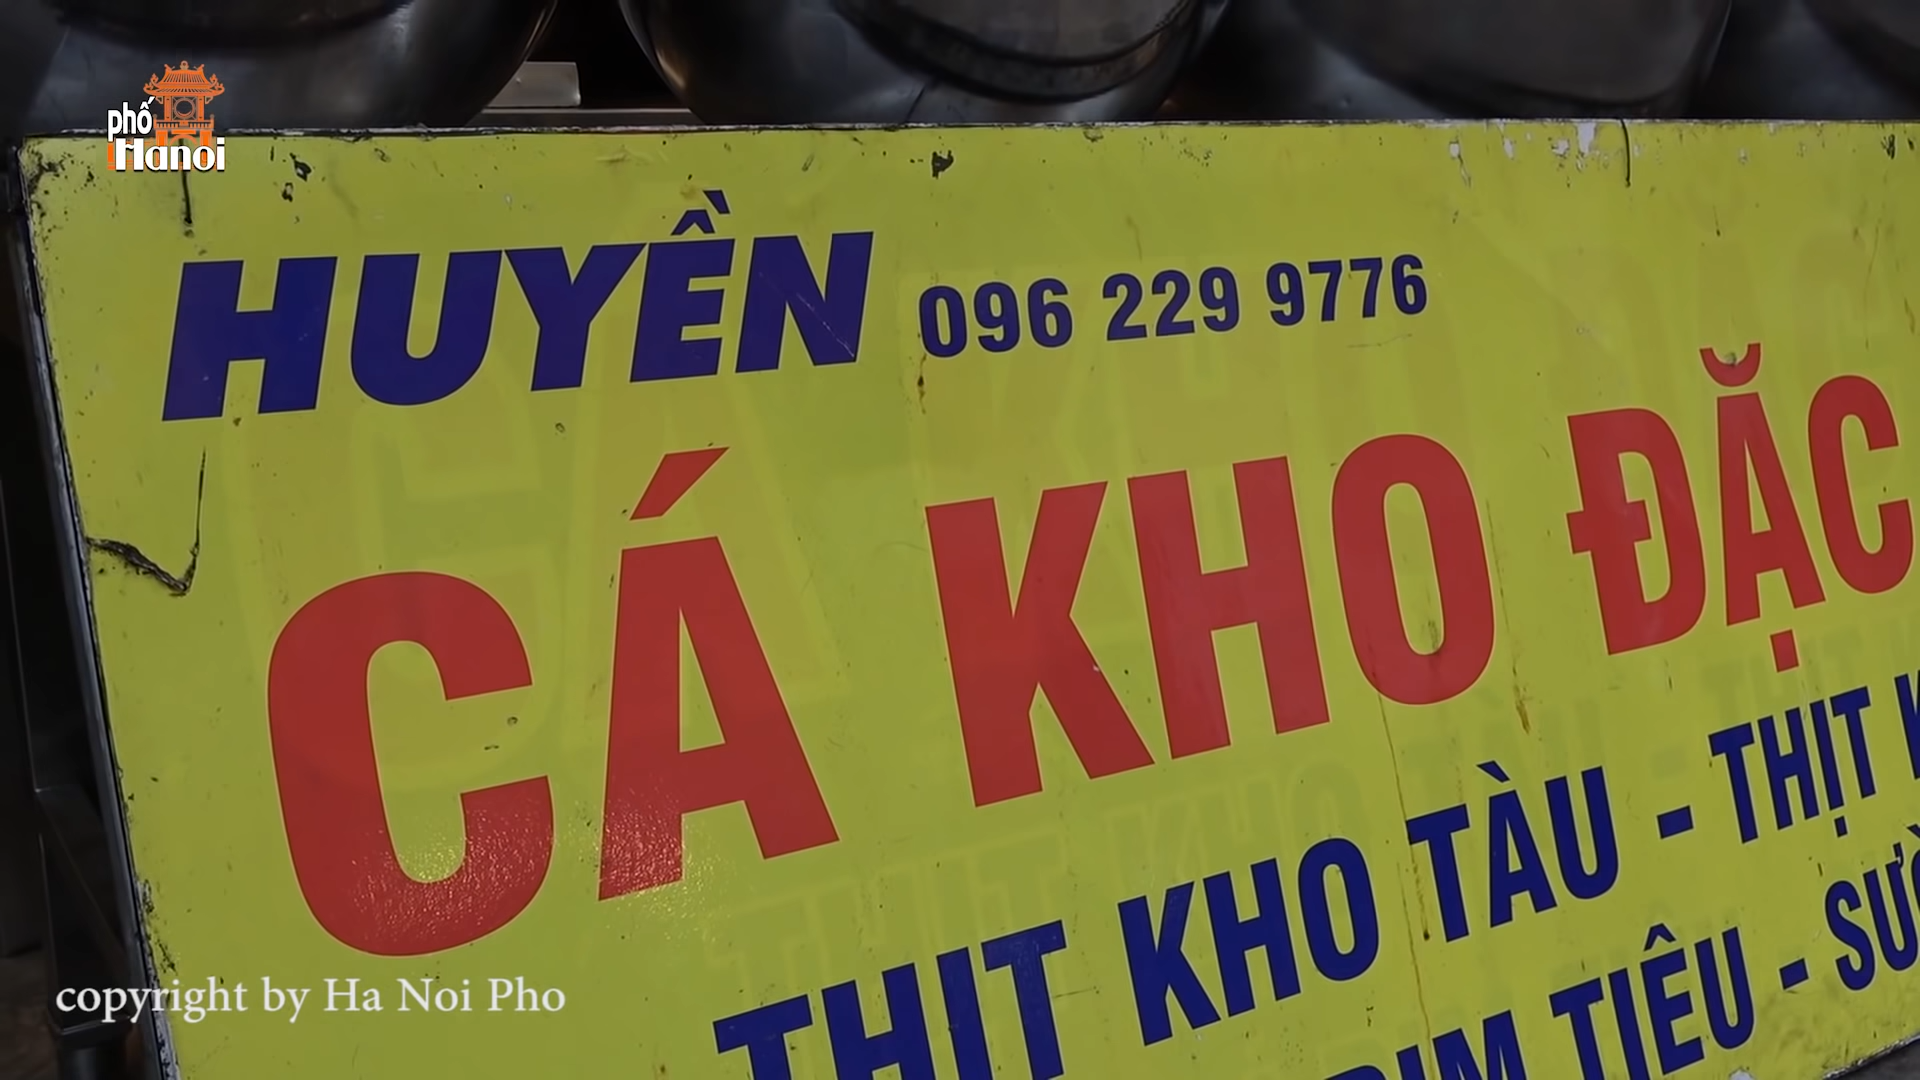 phố
Hanoi
HUYỀN 096 229 9776
CÁ KHO ĐẶC
THỊT KHO TÀU - THỊT
RIM TIÊU -
copyright by Ha Noi Pho